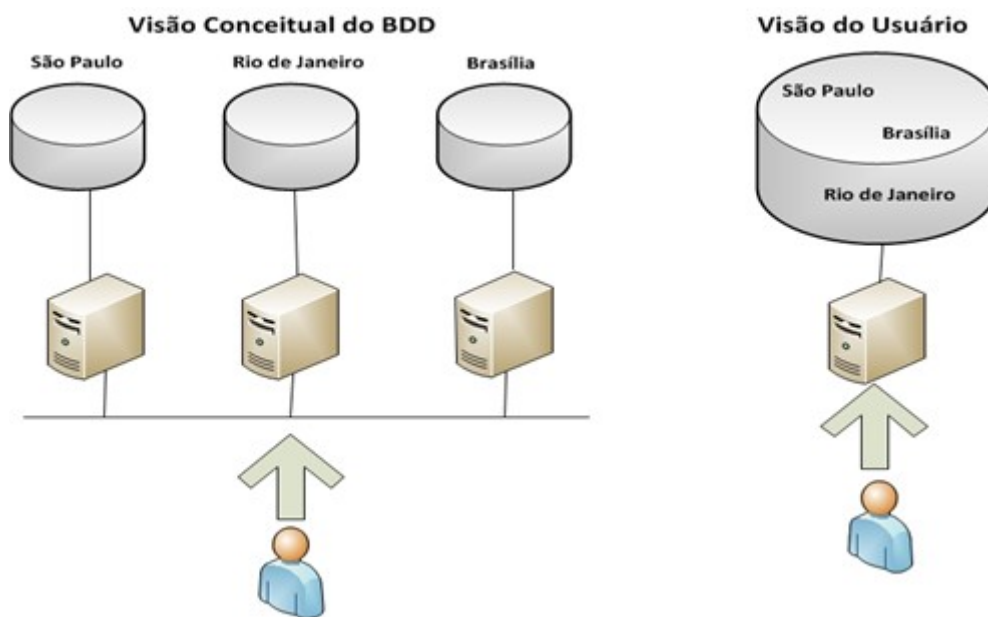 Visão Conceitual do BDD
São Paulo
Rio de Janeiro
Brasília
Visão do Usuário
São Paulo
Brasília
Rio de Janeiro